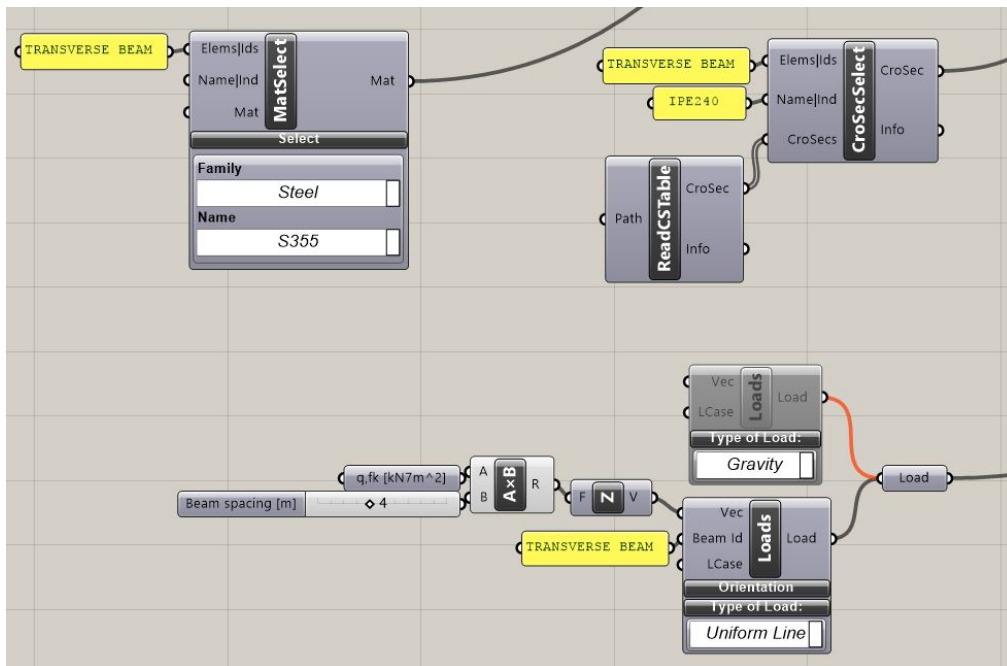 TRANSVERSE BEAM
Elems|Ids
Name|Ind
Mat
MatSelect
Mat
Select
Family
Steel
Name
S355
TRANSVERSE BEAM
IPE240
Elems|Ids
Name|Ind
CroSecs
CroSecSelect
CroSec
Info
Path
ReadCSTable
CroSec
Info
Vec
LCase
Loads
Load
Type of Load:
Gravity
Load
q,fk [kN7m^2]
Beam spacing [m]
4
A
B
A×B
R
F
Z
V
TRANSVERSE BEAM
Vec
Beam Id
LCase
Loads
Load
Orientation
Type of Load:
Uniform Line